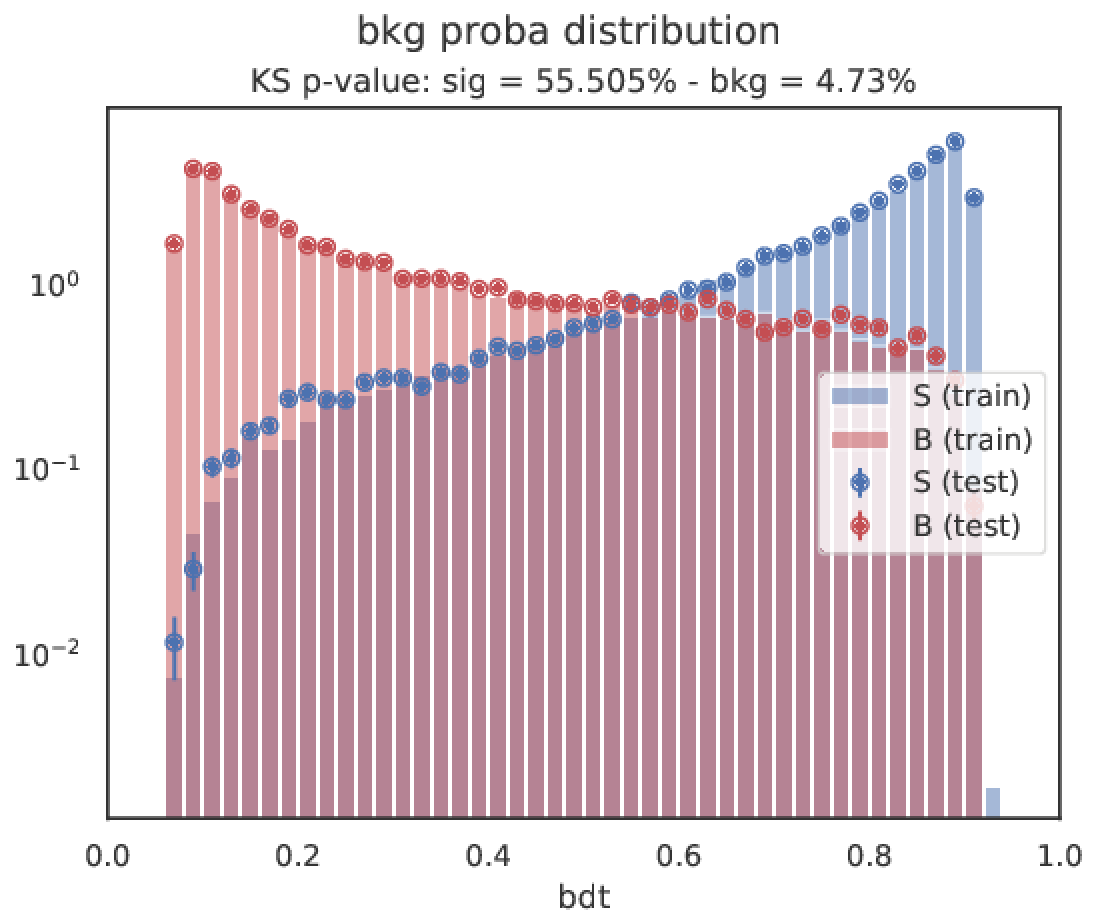 bkg proba distribution
KS p-value: sig = 55.505% - bkg = 4.73%
10⁰
10⁻¹
10⁻²
S (train)
B (train)
S (test)
B (test)
0.0 0.2 0.4 0.6 0.8 1.0
bdt